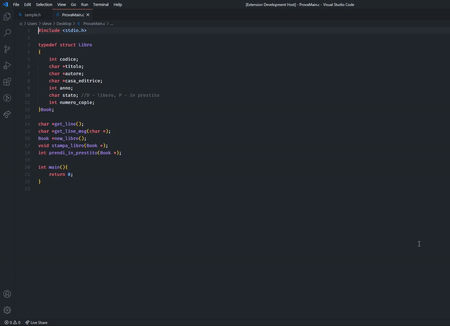 File Edit Selection View Go Run Terminal Help
[Extension Development Host] - ProvaMain.c - Visual Studio Code
sample.h ProvaMain.c
Users > steve > Desktop > ProvaMain.c > ...
#include <stdio.h>
typedef struct Libro
{
int codice;
char *titolo;
char *autore;
char *casa_editrice;
int anno;
char stato; //D - libero, P - in prestito
int numero_copie;
}Book;
char *get_line();
char *get_line_msg(char *);
Book *new_libro();
void stampa_libro(Book *);
int prendi_in_prestito(Book *);
int main(){
return 0;
}
0 0 Live Share